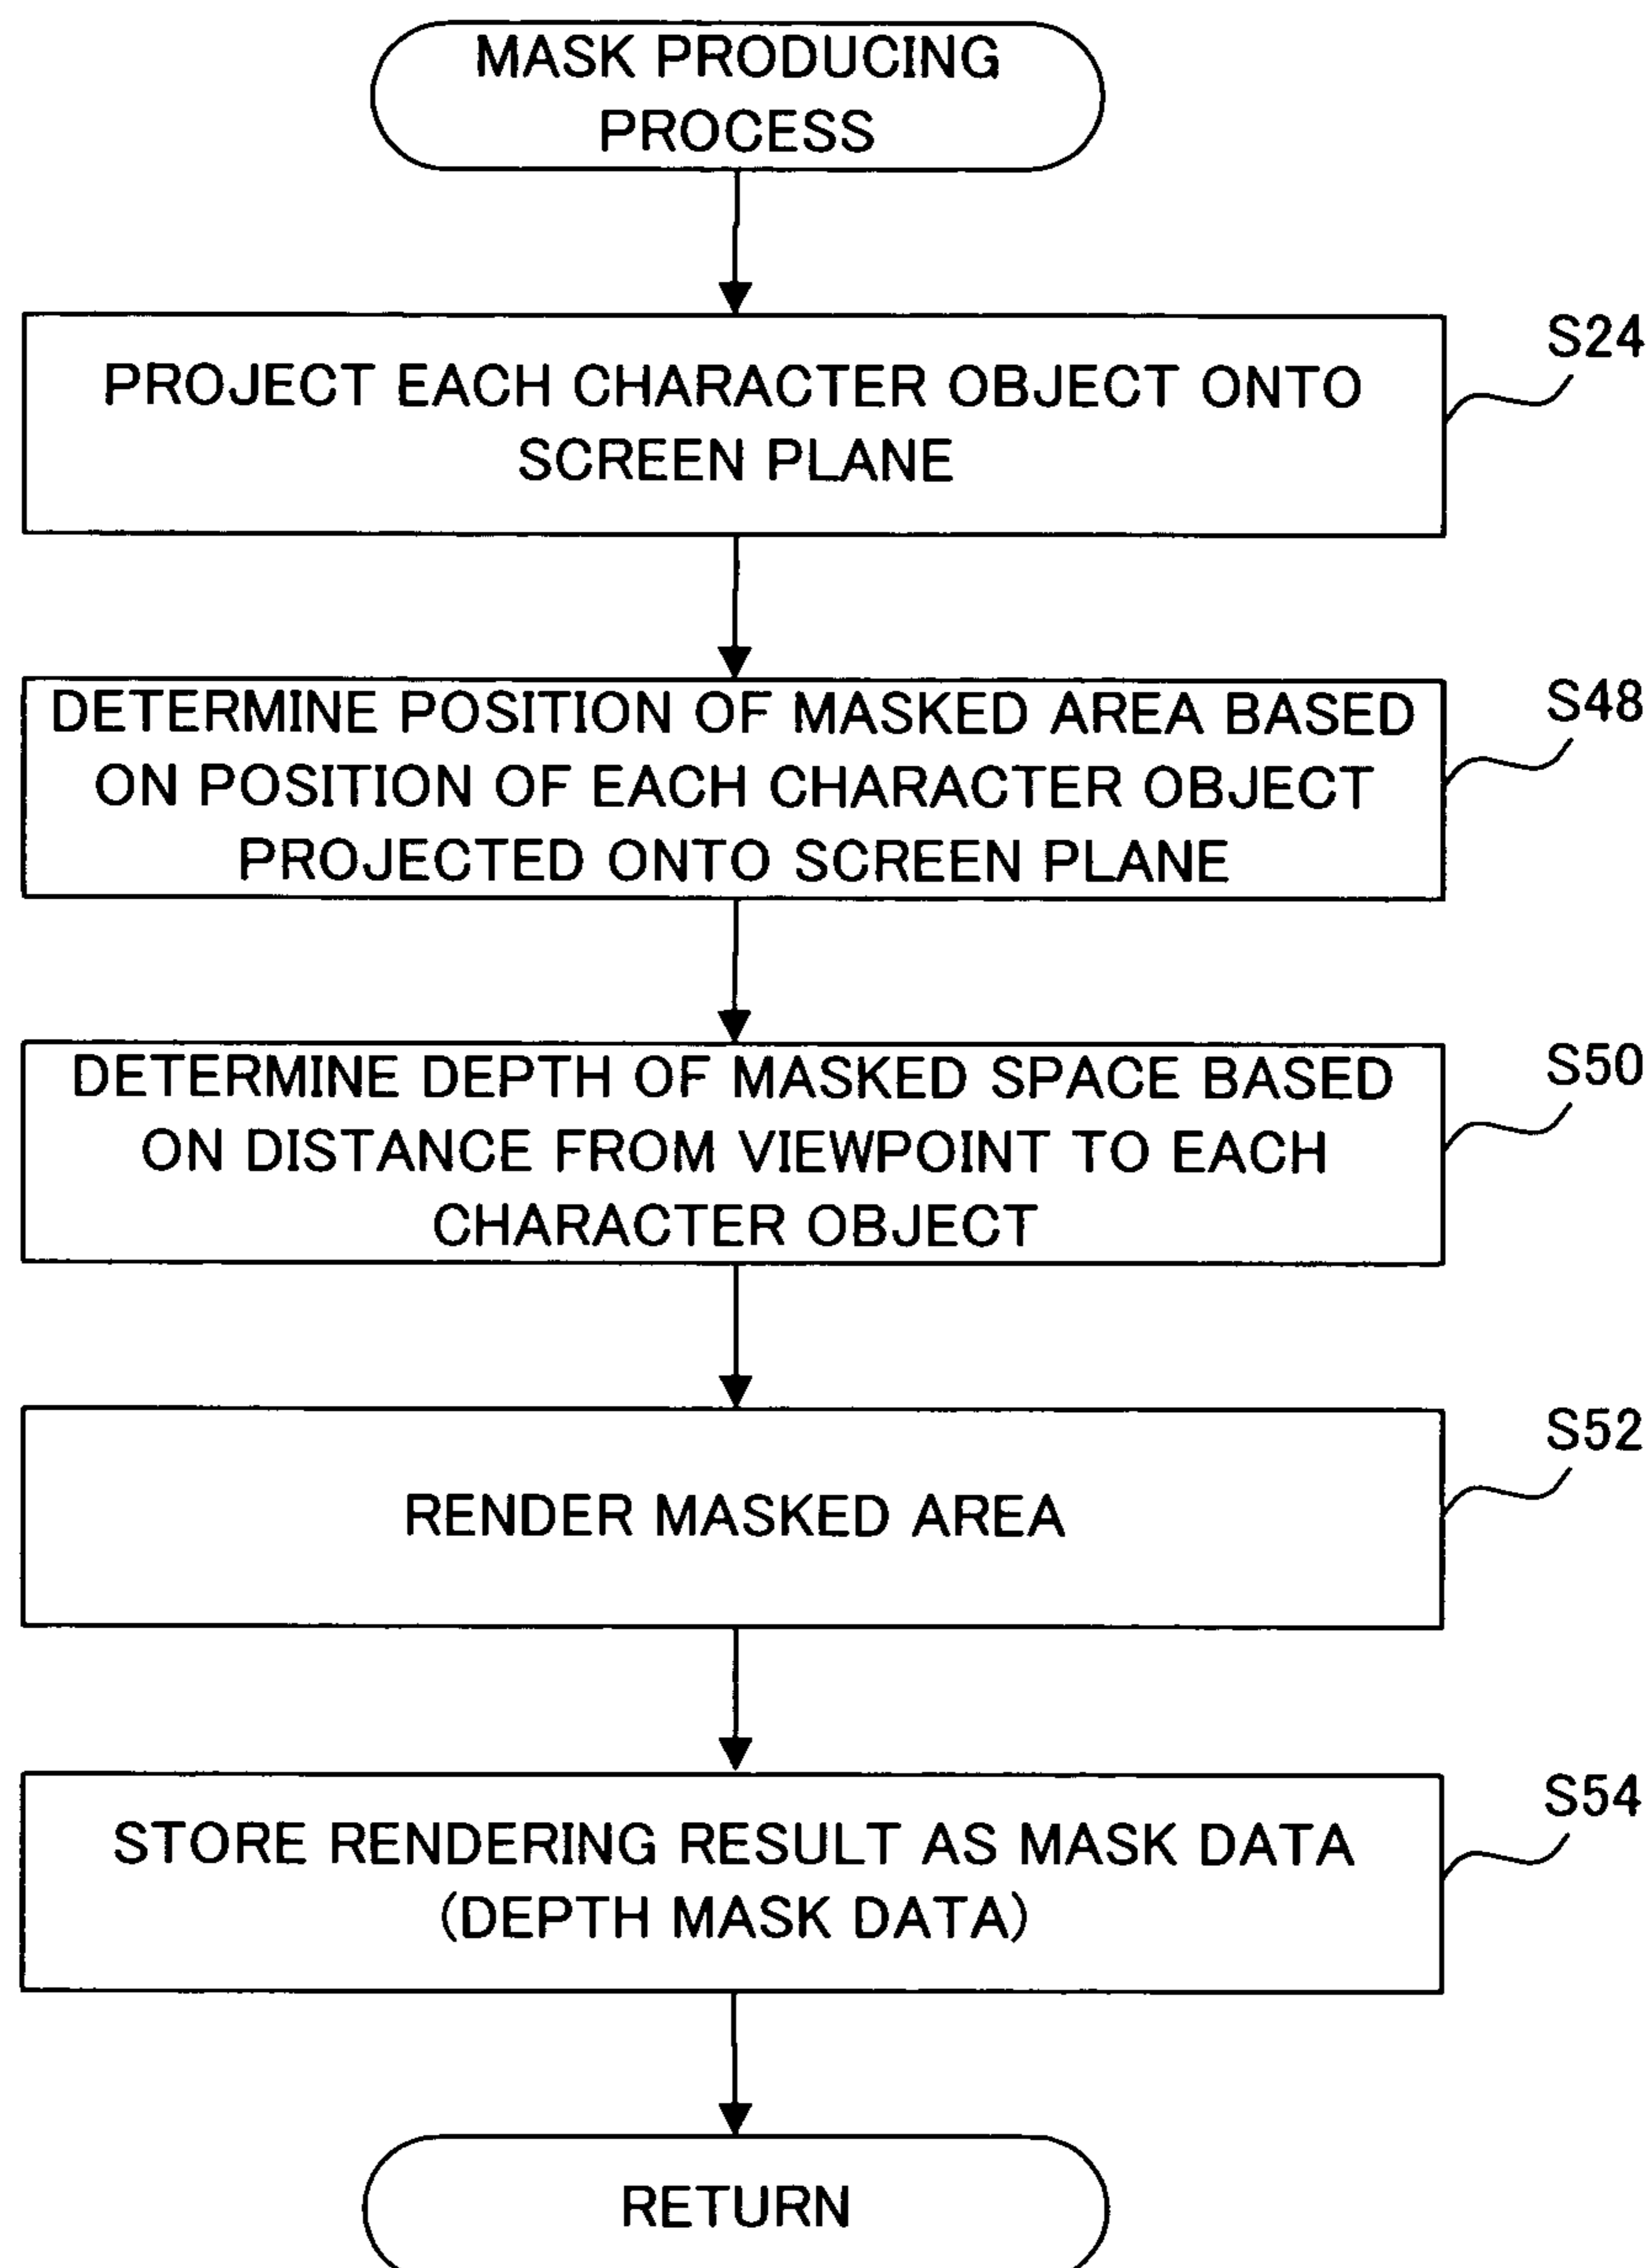 MASK PRODUCING
PROCESS
S24
PROJECT EACH CHARACTER OBJECT ONTO
SCREEN PLANE
S48
DETERMINE POSITION OF MASKED AREA BASED
ON POSITION OF EACH CHARACTER OBJECT
PROJECTED ONTO SCREEN PLANE
S50
DETERMINE DEPTH OF MASKED SPACE BASED
ON DISTANCE FROM VIEWPOINT TO EACH
CHARACTER OBJECT
S52
RENDER MASKED AREA
S54
STORE RENDERING RESULT AS MASK DATA
(DEPTH MASK DATA)
RETURN